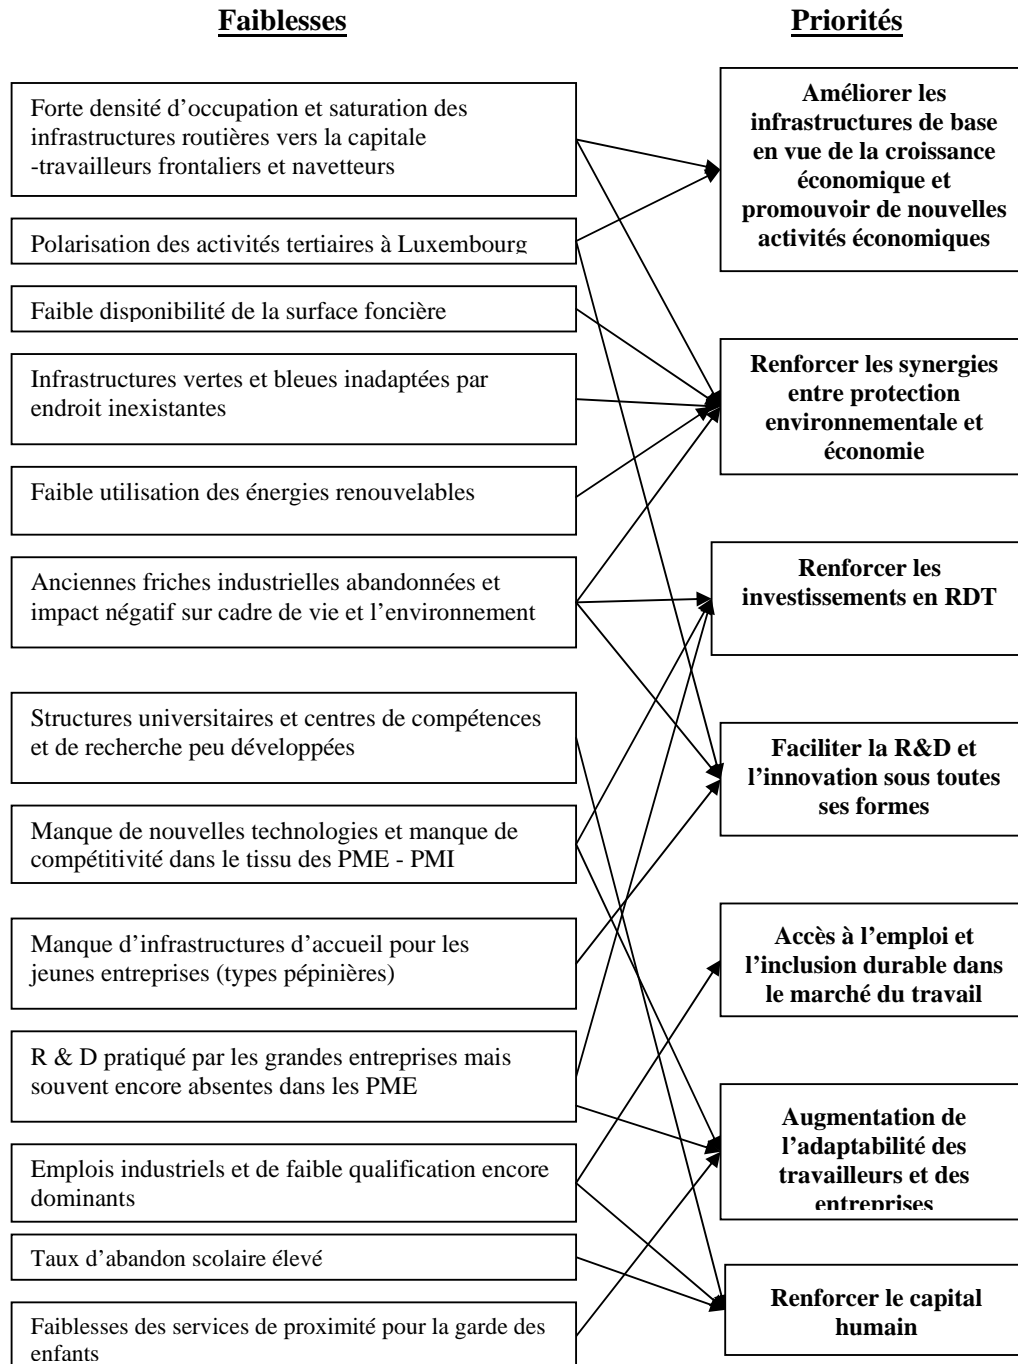 Faiblesses
Forte densité d’occupation et saturation des
infrastructures routières vers la capitale
-travailleurs frontaliers et navetteurs
Polarisation des activités tertiaires à Luxembourg
Faible disponibilité de la surface foncière
Infrastructures vertes et bleues inadaptées par
endroit inexistantes
Faible utilisation des énergies renouvelables
Anciennes friches industrielles abandonnées et
impact négatif sur cadre de vie et l’environnement
Structures universitaires et centres de compétences
et de recherche peu développées
Manque de nouvelles technologies et manque de
compétitivité dans le tissu des PME - PMI
Manque d’infrastructures d’accueil pour les
jeunes entreprises (types pépinières)
R & D pratiqué par les grandes entreprises mais
souvent encore absentes dans les PME
Emplois industriels et de faible qualification encore
dominants
Taux d’abandon scolaire élevé
Faiblesses des services de proximité pour la garde des
enfants
Priorités
Améliorer les
infrastructures de base
en vue de la croissance
économique et
promouvoir de nouvelles
activités économiques
Renforcer les synergies
entre protection
environnementale et
économie
Renforcer les
investissements en RDT
Faciliter la R&D et
l’innovation sous toutes
ses formes
Accès à l’emploi et
l’inclusion durable dans
le marché du travail
Augmentation de
l’adaptabilité des
travailleurs et des
entreprises
Renforcer le capital
humain